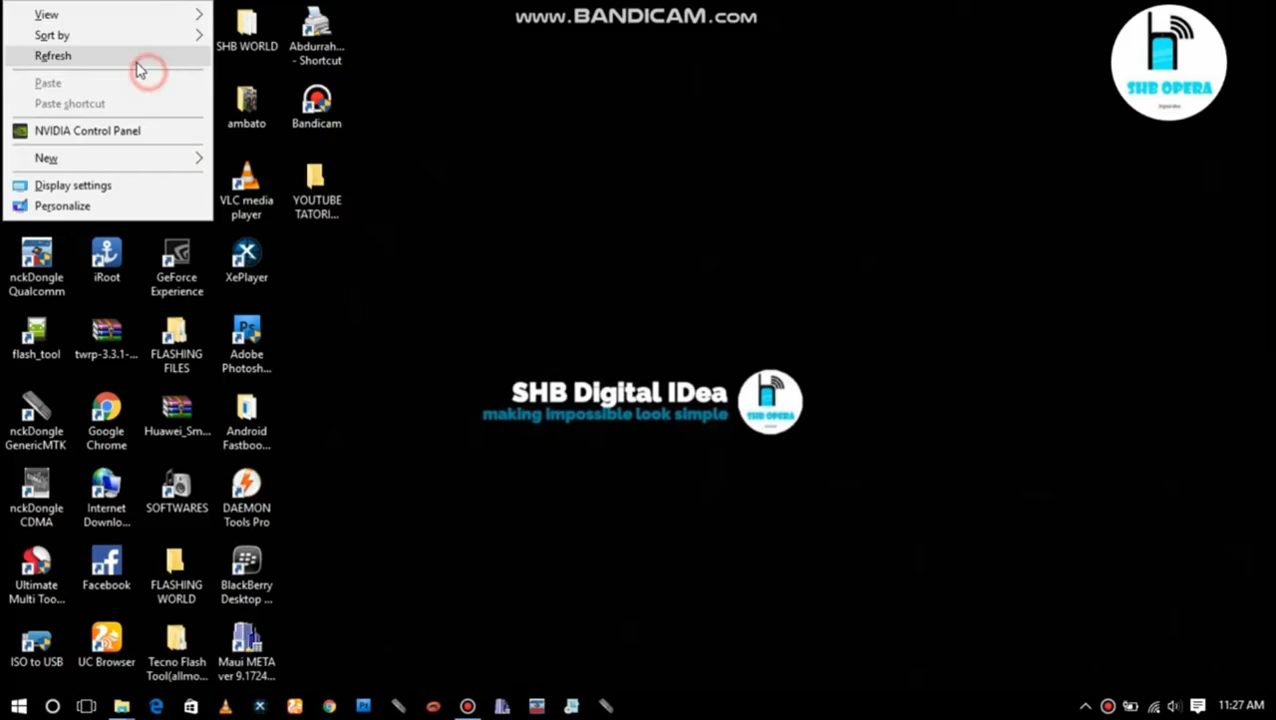 www.BANDICAM.com
View
Sort by
Refresh
Paste
Paste shortcut
NVIDIA Control Panel
New
Display settings
Personalize
SHB WORLD
Abdurrah...
- Shortcut
SHB OPERA
ambato
Bandicam
VLC media
player
YOUTUBE
TATORI...
nckDongle
Qualcomm
iRoot
GeForce
Experience
XePlayer
flash_tool
twrp-3.3.1-...
FLASHING
FILES
Adobe
Photosh...
SHB Digital IDea
making impossible look simple
SHB OPERA
nckDongle
GenericMTK
Google
Chrome
Huawei_Sm...
Android
Fastboo...
nckDongle
CDMA
Internet
Downlo...
SOFTWARES
DAEMON
Tools Pro
Ultimate
Multi Too...
Facebook
FLASHING
WORLD
BlackBerry
Desktop ...
ISO to USB
UC Browser
Tecno Flash
Tool(allmo...
Maui META
ver 9.1724...
11:27 AM